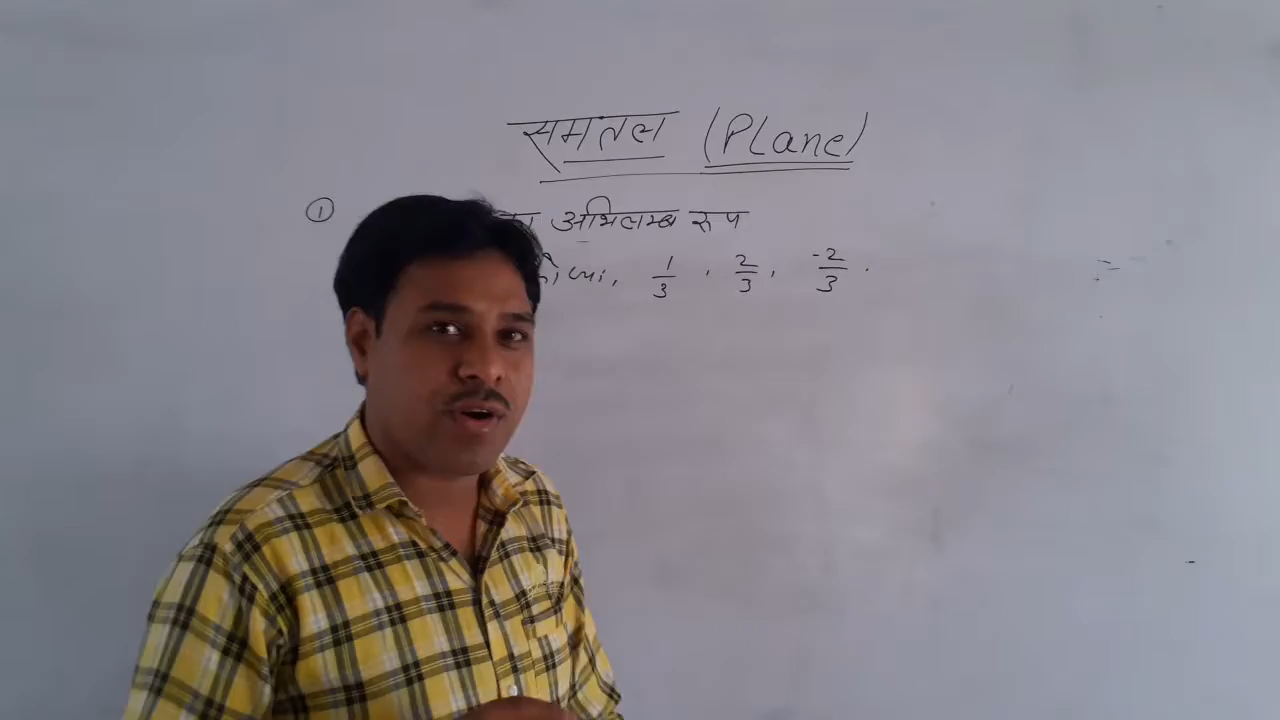 समतल (Plane)
① का अभिलम्ब रूप
1/3, 2/3, -2/3.